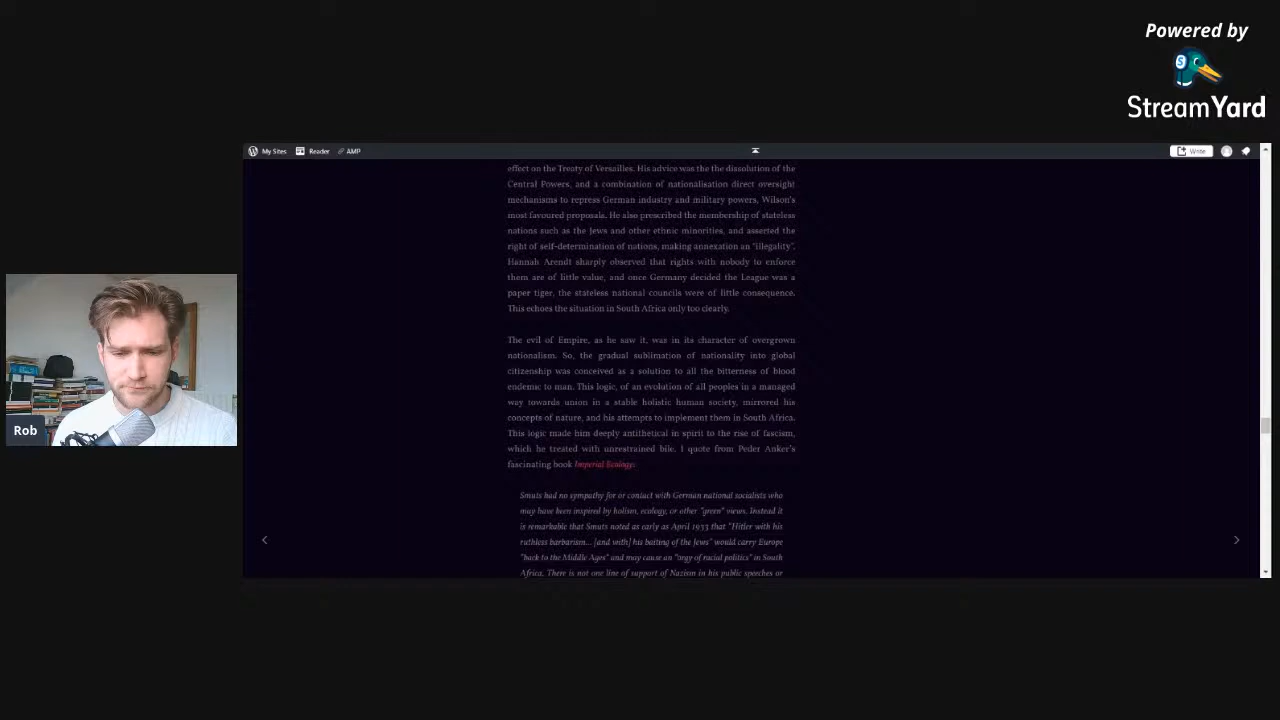 Powered by
StreamYard
My Sites Reader AMP Write
effect on the Treaty of Versailles. His advice was the the dissolution of the
Central Powers, and a combination of nationalisation direct oversight
mechanisms to repress German industry and military powers, Wilson's
most favoured proposals. He also prescribed the membership of stateless
nations such as the Jews and other ethnic minorities, and asserted the
right of self-determination of nations, making annexation an "illegality".
Hannah Arendt sharply observed that rights with nobody to enforce
them are of little value, and once Germany decided the League was a
paper tiger, the stateless national councils were of little consequence.
This echoes the situation in South Africa only too clearly.
The evil of Empire, as he saw it, was in its character of overgrown
nationalism. So, the gradual sublimation of nationality into global
citizenship was conceived as a solution to all the bitterness of blood
endemic to man. This logic, of an evolution of all peoples in a managed
way towards union in a stable holistic human society, mirrored his
concepts of nature, and his attempts to implement them in South Africa.
This logic made him deeply antithetical in spirit to the rise of fascism,
which he treated with unrestrained bile. I quote from Peder Anker's
fascinating book Imperial Ecology:
Smuts had no sympathy for or contact with German national socialists who
may have been inspired by holism, ecology, or other "green" views. Instead it
is remarkable that Smuts noted as early as April 1933 that "Hitler with his
ruthless barbarism... [and with] his baiting of the Jews" would carry Europe
"back to the Middle Ages" and may cause an "orgy of racial politics" in South
Africa. There is not one line of support of Nazism in his public speeches or
Rob